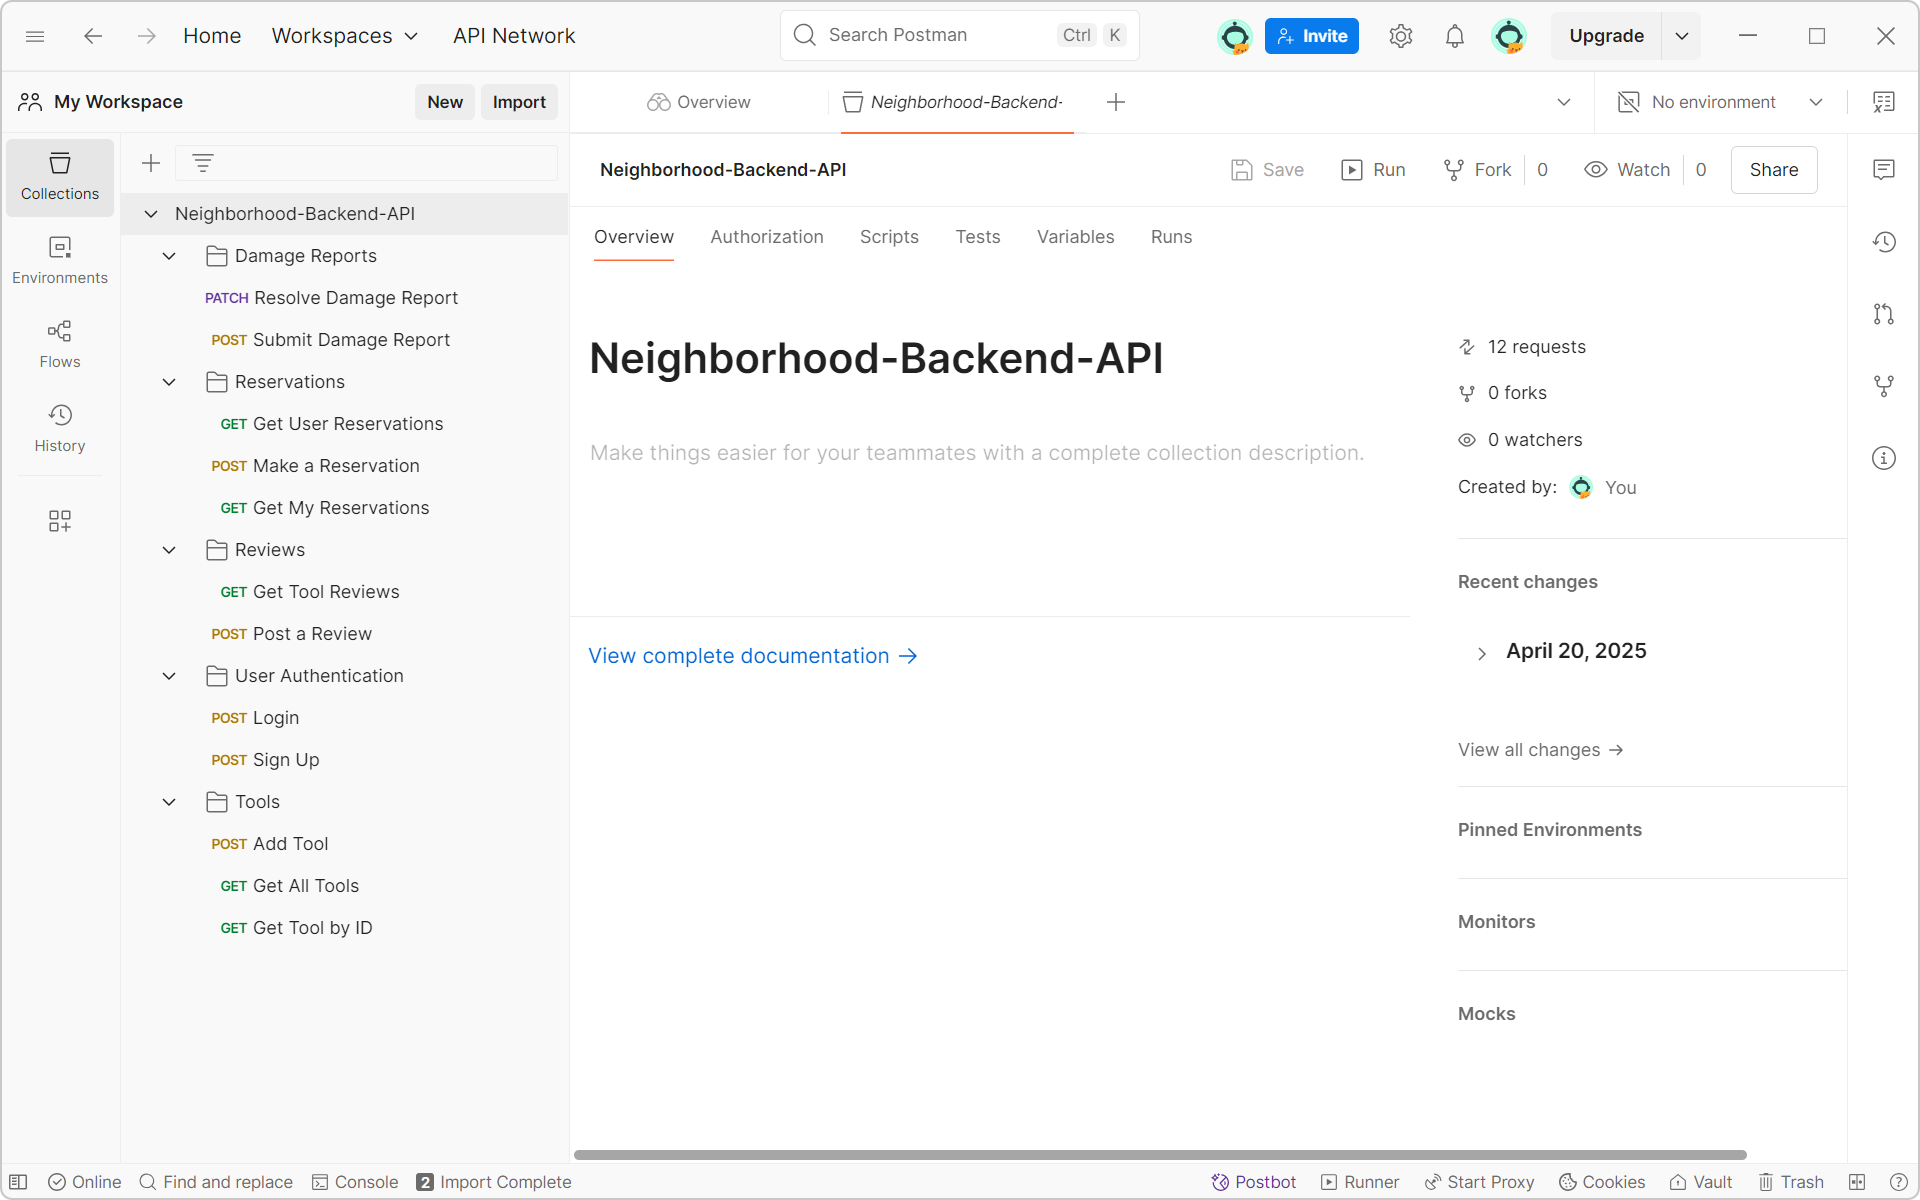 Home Workspaces API Network Search Postman Ctrl K Invite Upgrade
My Workspace New Import Overview Neighborhood-Backend- No environment
Collections
Environments
Flows
History
Neighborhood-Backend-API
Damage Reports
PATCH Resolve Damage Report
POST Submit Damage Report
Reservations
GET Get User Reservations
POST Make a Reservation
GET Get My Reservations
Reviews
GET Get Tool Reviews
POST Post a Review
User Authentication
POST Login
POST Sign Up
Tools
POST Add Tool
GET Get All Tools
GET Get Tool by ID
Neighborhood-Backend-API Save Run Fork 0 Watch 0 Share
Overview Authorization Scripts Tests Variables Runs
Neighborhood-Backend-API
Make things easier for your teammates with a complete collection description.
View complete documentation →
12 requests
0 forks
0 watchers
Created by: You
Recent changes
April 20, 2025
View all changes →
Pinned Environments
Monitors
Mocks
Online Find and replace Console 2 Import Complete Postbot Runner Start Proxy Cookies Vault Trash